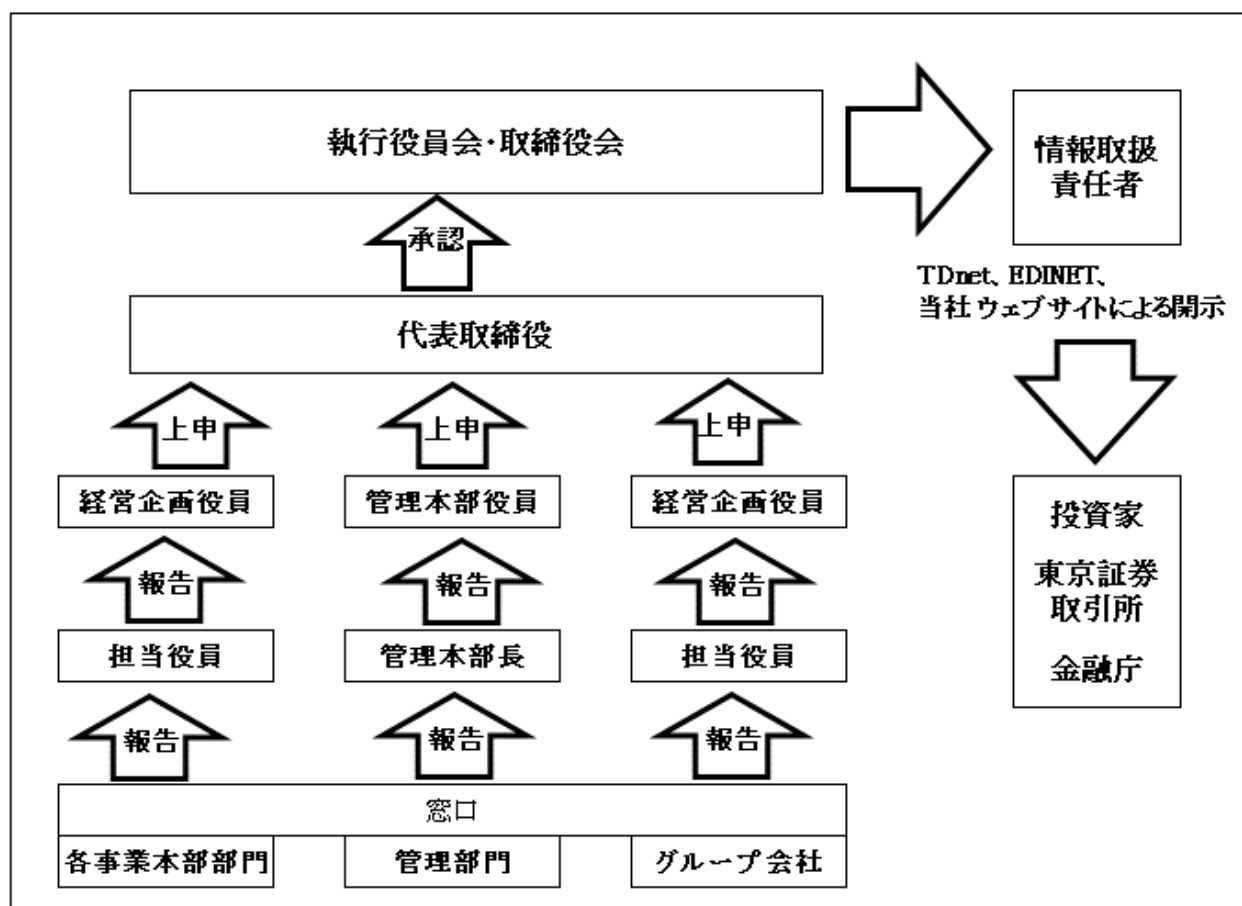 執行役員会・取締役会
情報取扱
責任者
承認
TDnet、EDINET、
当社ウェブサイトによる開示
代表取締役
上申
上申
上申
経営企画役員
管理本部役員
経営企画役員
投資家
東京証券
取引所
金融庁
報告
報告
報告
担当役員
管理本部長
担当役員
報告
報告
報告
窓口
各事業本部部門
管理部門
グループ会社